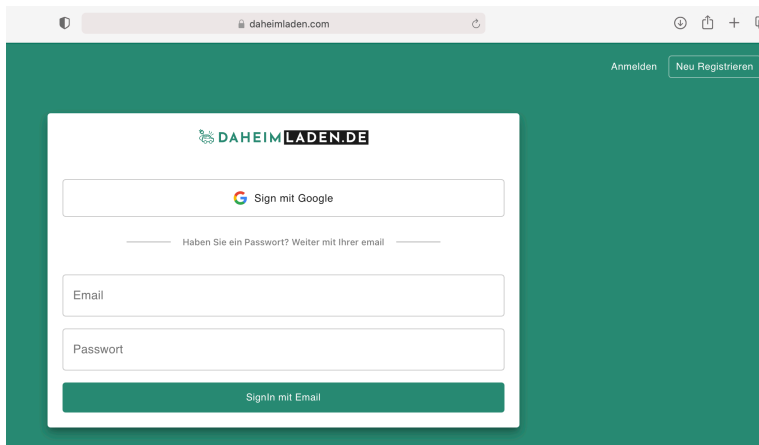 daheimladen.com
Anmelden
Neu Registrieren
DAHEIMLADEN.DE
Sign mit Google
Haben Sie ein Passwort? Weiter mit Ihrer email
Email
Passwort
SignIn mit Email